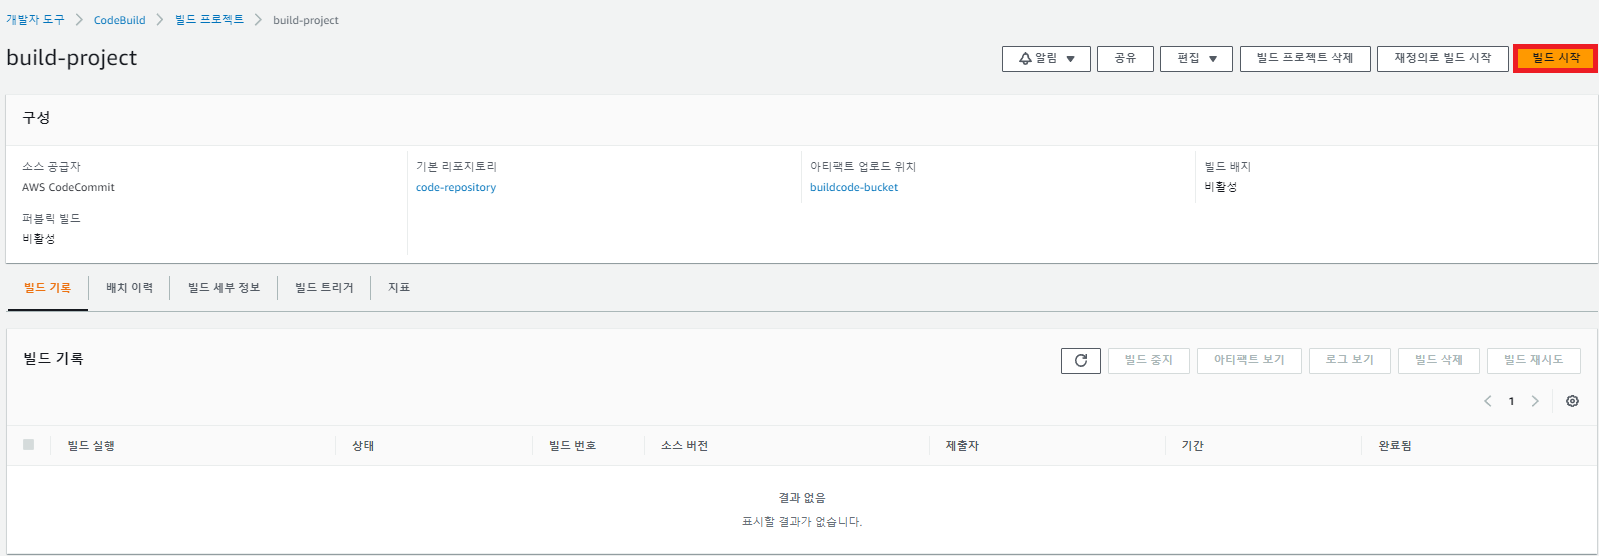 개발자 도구 CodeBuild 빌드 프로젝트 build-project
build-project
알림 공유 편집 빌드 프로젝트 삭제 재정의로 빌드 시작 빌드 시작
구성
소스 공급자 기본 리포지토리 아티팩트 업로드 위치 빌드 배지
AWS CodeCommit code-repository buildcode-bucket 비활성
퍼블릭 빌드
비활성
빌드 기록 배치 이력 빌드 세부 정보 빌드 트리거 지표
빌드 기록 빌드 중지 아티팩트 보기 로그 보기 빌드 삭제 빌드 재시도
1
빌드 실행 상태 빌드 번호 소스 버전 제출자 기간 완료됨
결과 없음
표시할 결과가 없습니다.